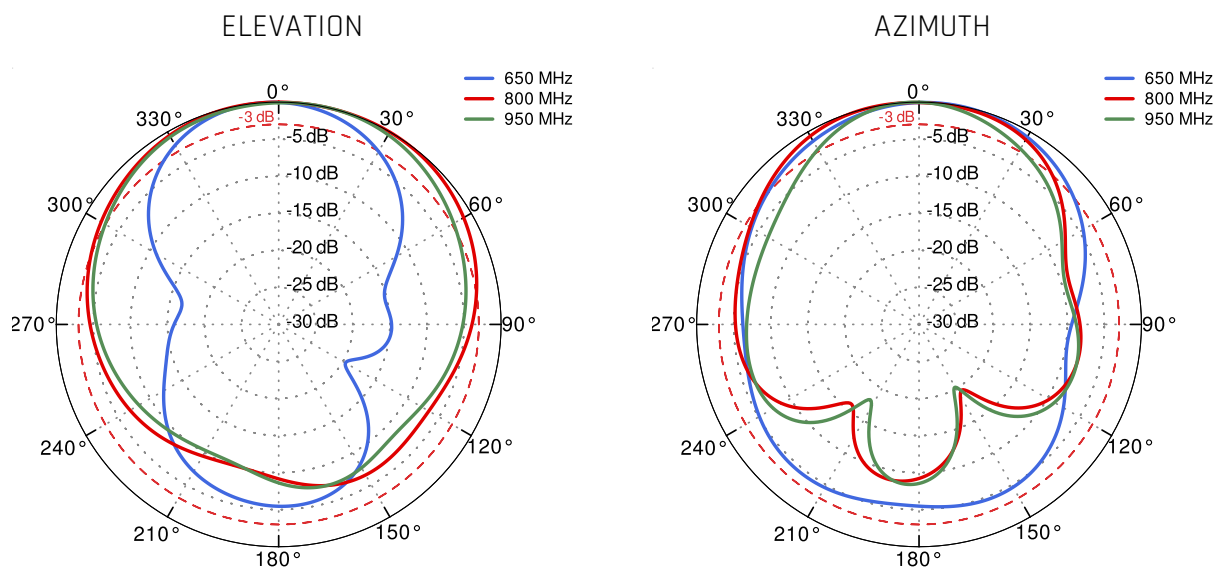 ELEVATION
650 MHz
800 MHz
950 MHz
0°
330°
30°
-3 dB
-5 dB
-10 dB
300°
60°
-15 dB
-20 dB
-25 dB
270°
-30 dB
90°
240°
120°
210°
150°
180°
AZIMUTH
650 MHz
800 MHz
950 MHz
0°
330°
30°
-3 dB
-5 dB
-10 dB
300°
60°
-15 dB
-20 dB
-25 dB
270°
-30 dB
90°
240°
120°
210°
150°
180°